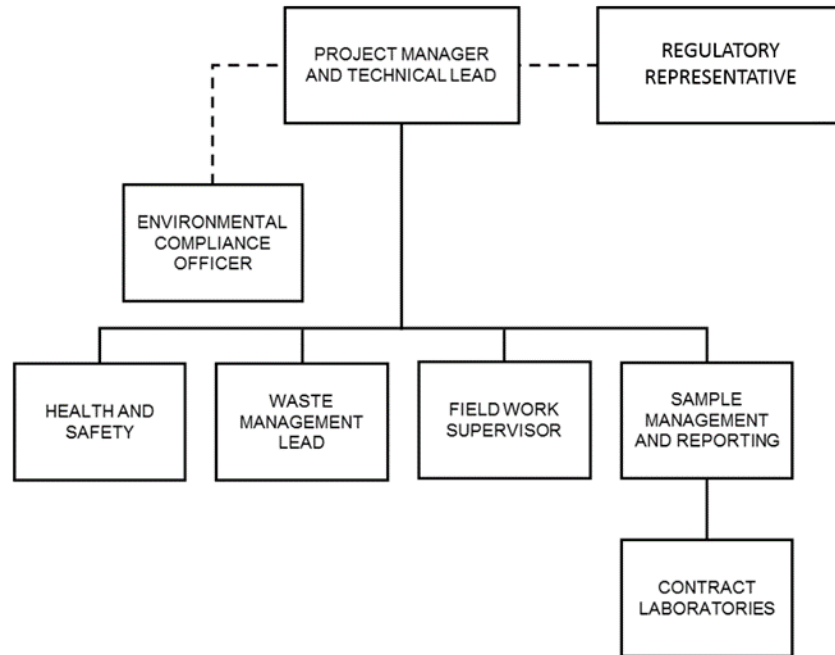 PROJECT MANAGER
AND TECHNICAL LEAD
REGULATORY
REPRESENTATIVE
ENVIRONMENTAL
COMPLIANCE
OFFICER
HEALTH AND
SAFETY
WASTE
MANAGEMENT
LEAD
FIELD WORK
SUPERVISOR
SAMPLE
MANAGEMENT
AND REPORTING
CONTRACT
LABORATORIES